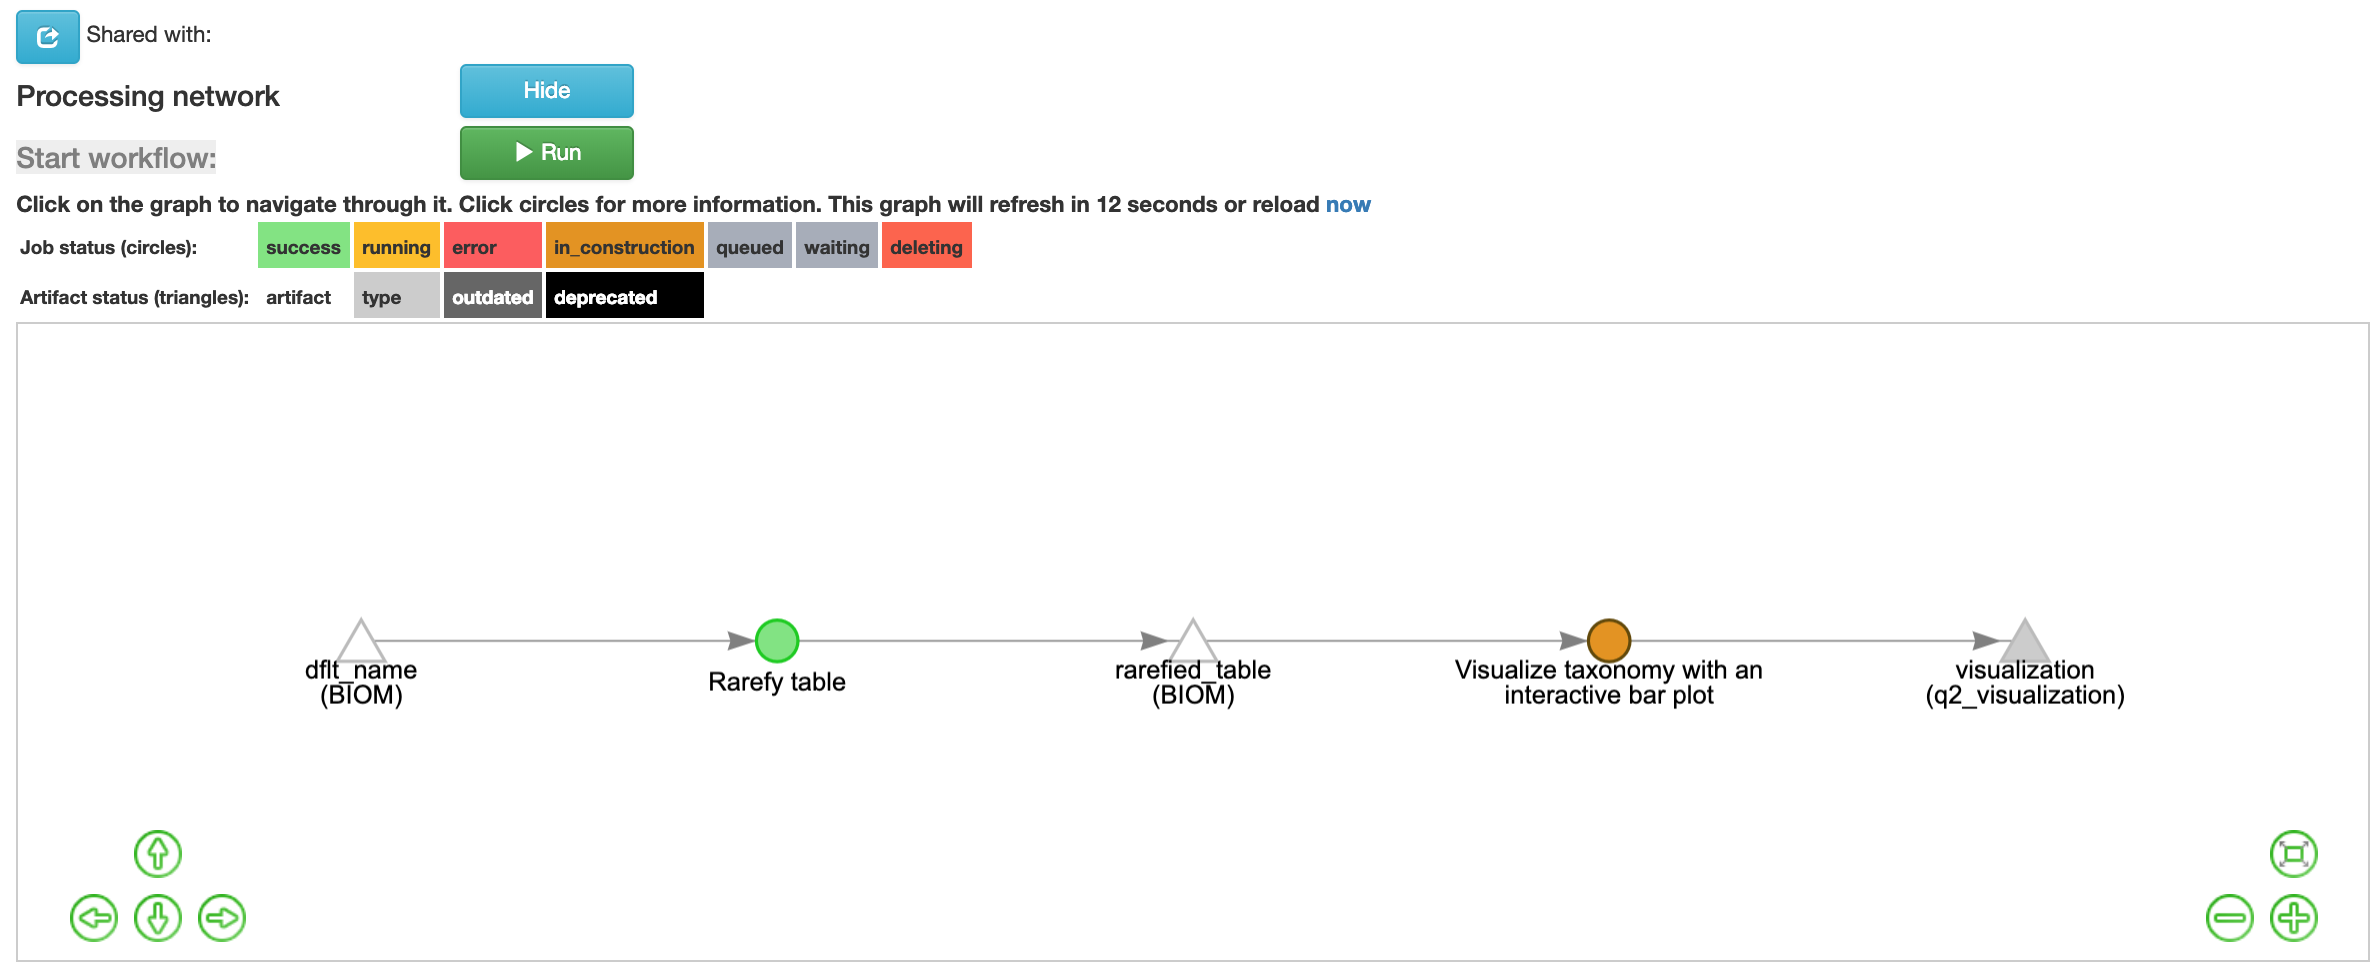 Shared with:
Processing network
Hide
Start workflow:
Run
Click on the graph to navigate through it. Click circles for more information. This graph will refresh in 12 seconds or reload now
Job status (circles): success running error in_construction queued waiting deleting
Artifact status (triangles): artifact type outdated deprecated
dflt_name
(BIOM)
Rarefy table
rarefied_table
(BIOM)
Visualize taxonomy with an
interactive bar plot
visualization
(q2_visualization)